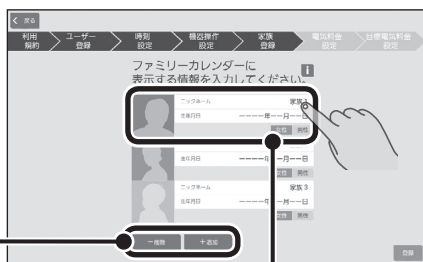 戻る
利用規約
ユーザー登録
時刻設定
機器操作設定
家族登録
電気料金設定
目標電気料金設定
ファミリーカレンダーに
表示する情報を入力してください。
ニックネーム
生年月日 ----年--月--日
女性 男性
生年月日 ----年--月--日
女性 男性
ニックネーム 家族3
生年月日 --月--日
女性 男性
－削除 ＋追加
登録